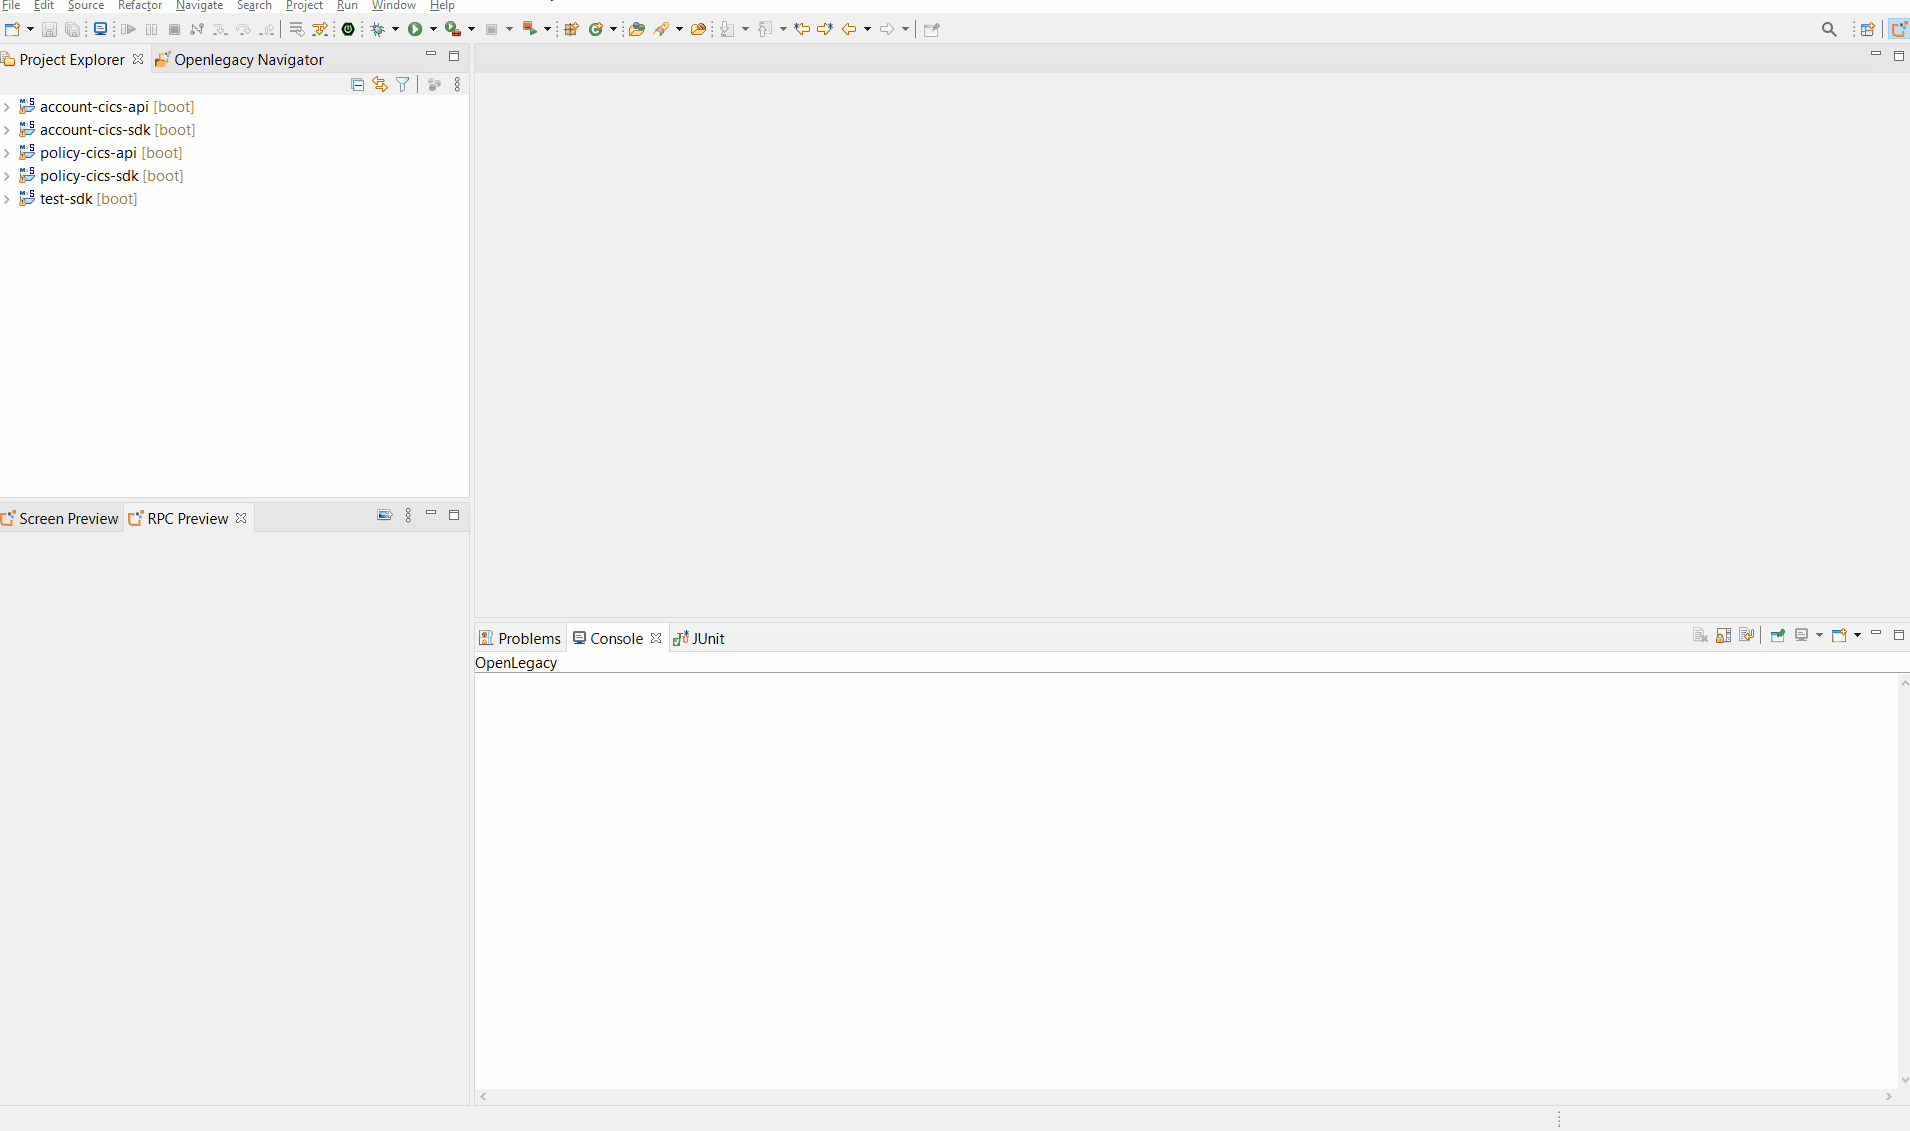 File Edit Source Refactor Navigate Search Project Run Window Help
Project Explorer Openlegacy Navigator
account-cics-api [boot]
account-cics-sdk [boot]
policy-cics-api [boot]
policy-cics-sdk [boot]
test-sdk [boot]
Screen Preview RPC Preview
Problems Console JUnit
OpenLegacy